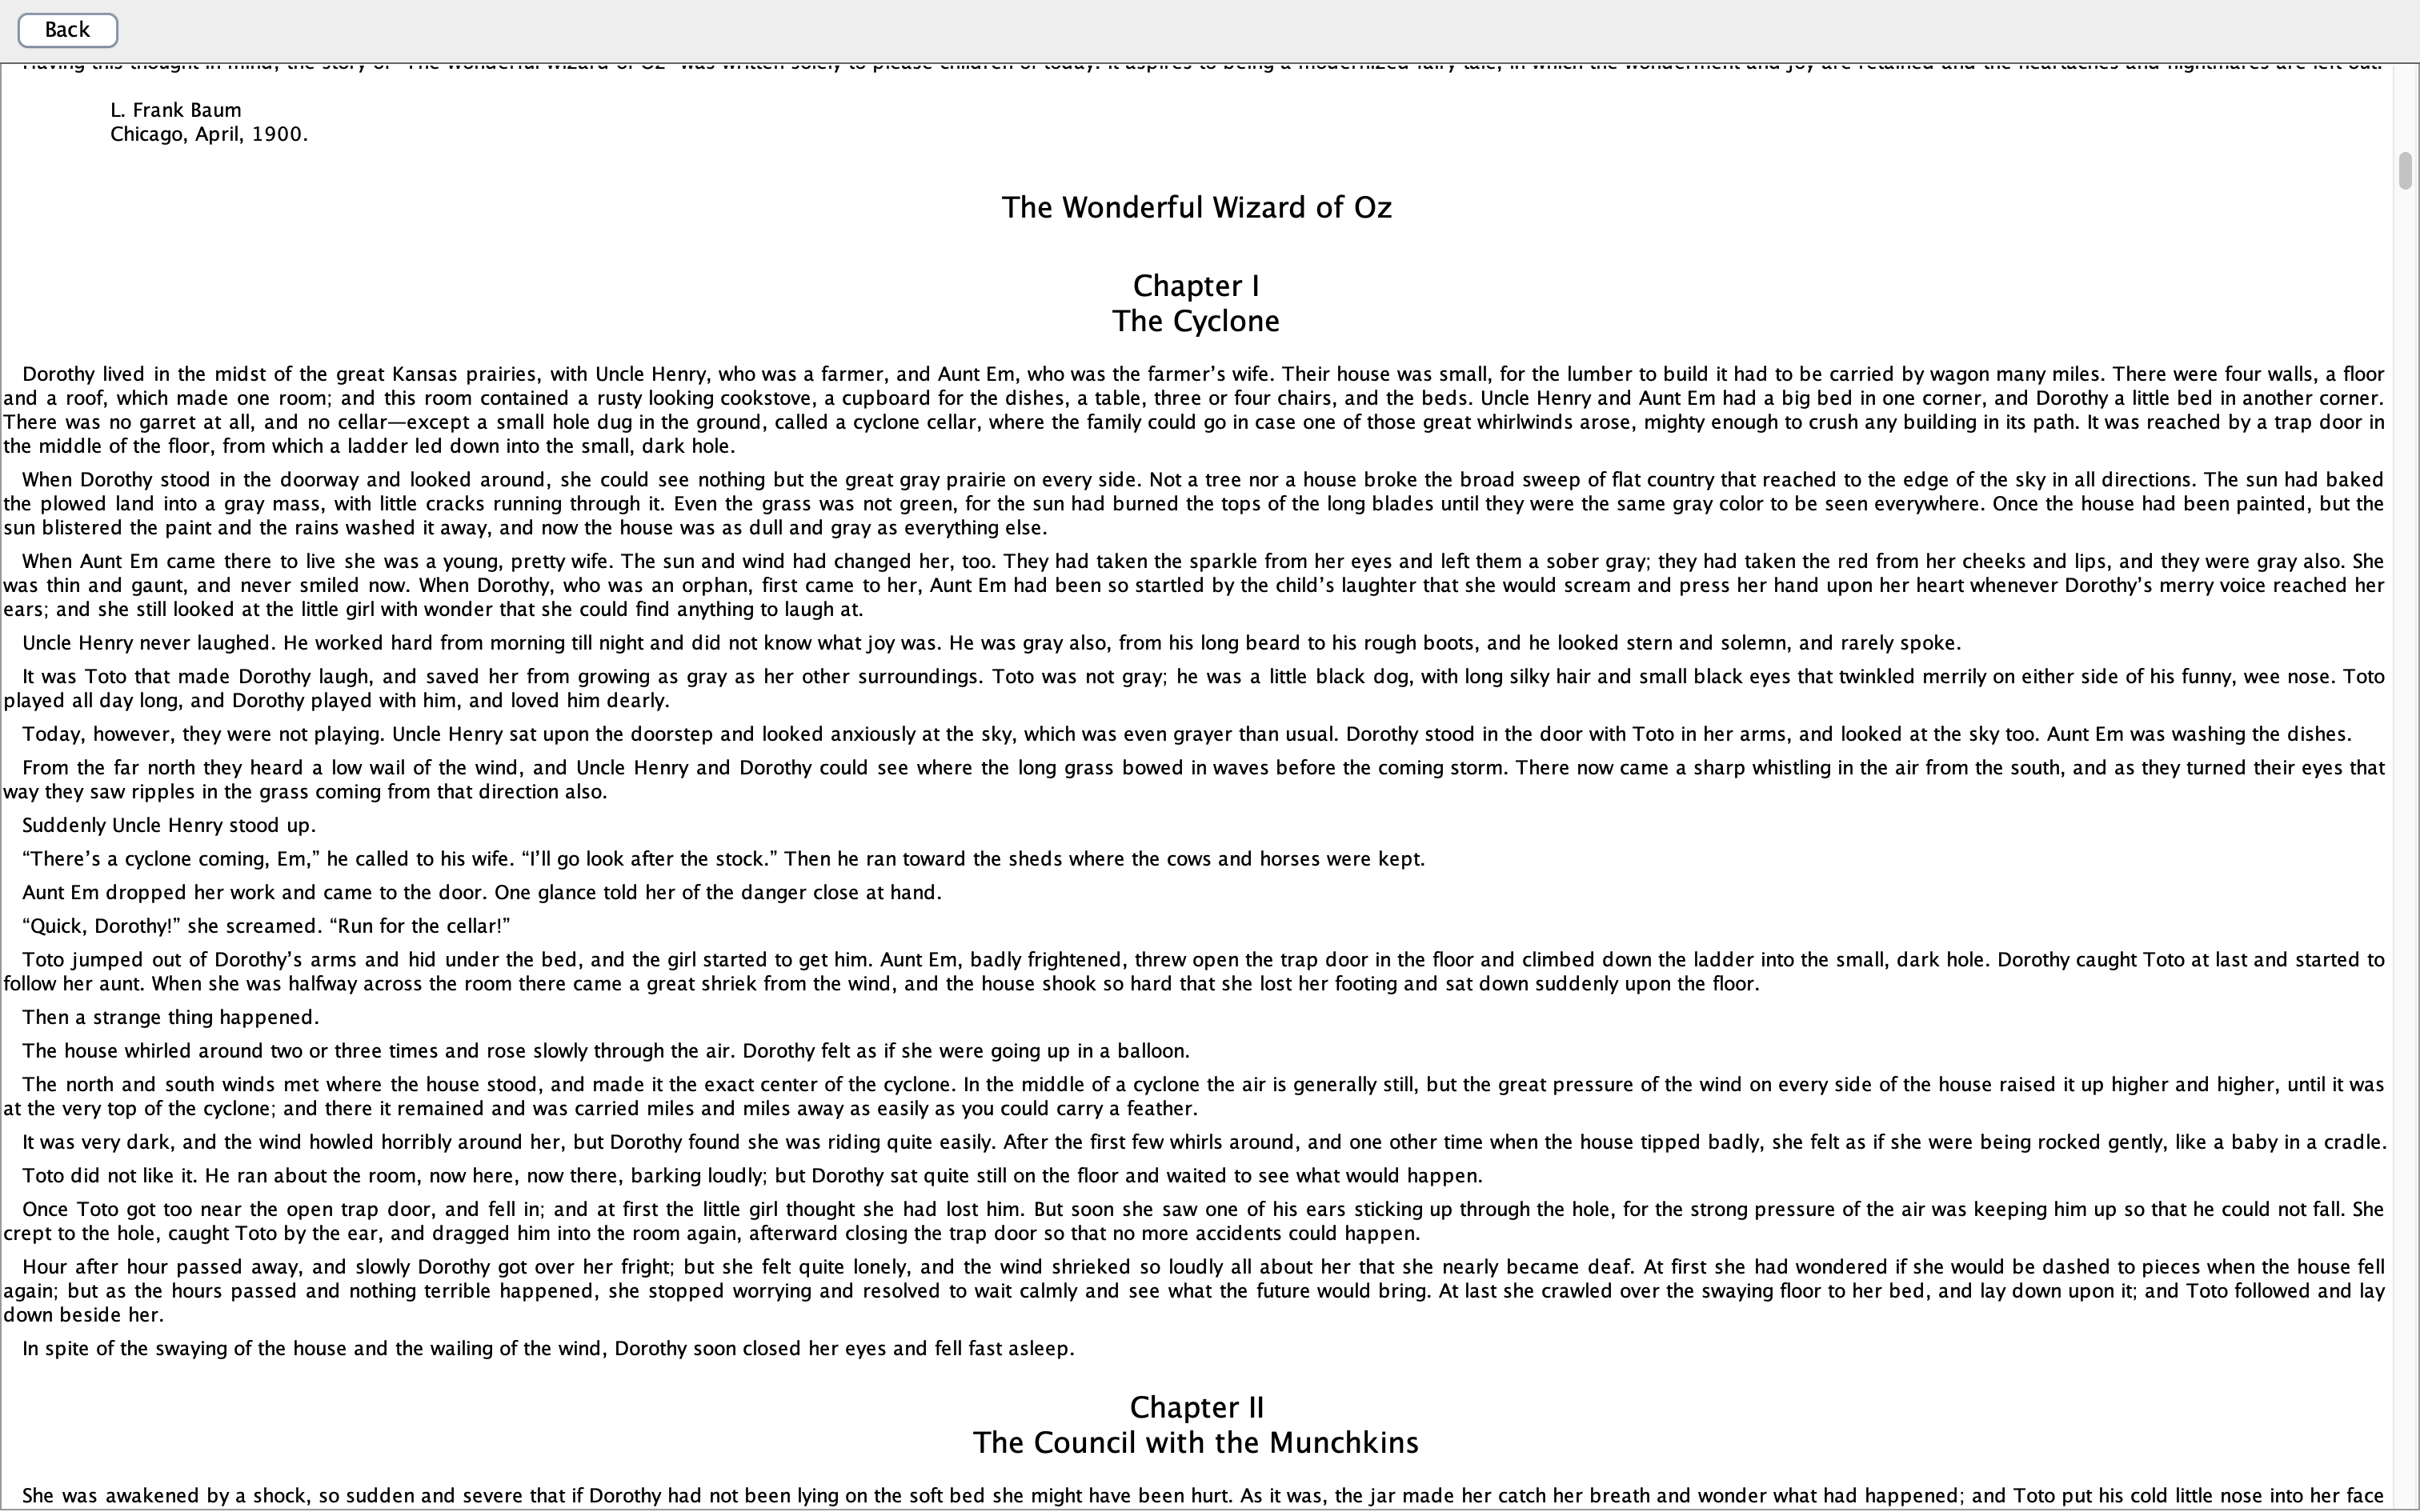 Back
Having this thought in mind, the story of “The Wonderful Wizard of Oz” was written solely to please children of today. It aspires to being a modernized fairy tale, in which the wonderment and joy are retained and the heartaches and nightmares are left out.
L. Frank Baum
Chicago, April, 1900.
The Wonderful Wizard of Oz
Chapter I
The Cyclone
Dorothy lived in the midst of the great Kansas prairies, with Uncle Henry, who was a farmer, and Aunt Em, who was the farmer’s wife. Their house was small, for the lumber to build it had to be carried by wagon many miles. There were four walls, a floor
and a roof, which made one room; and this room contained a rusty looking cookstove, a cupboard for the dishes, a table, three or four chairs, and the beds. Uncle Henry and Aunt Em had a big bed in one corner, and Dorothy a little bed in another corner.
There was no garret at all, and no cellar—except a small hole dug in the ground, called a cyclone cellar, where the family could go in case one of those great whirlwinds arose, mighty enough to crush any building in its path. It was reached by a trap door in
the middle of the floor, from which a ladder led down into the small, dark hole.
When Dorothy stood in the doorway and looked around, she could see nothing but the great gray prairie on every side. Not a tree nor a house broke the broad sweep of flat country that reached to the edge of the sky in all directions. The sun had baked
the plowed land into a gray mass, with little cracks running through it. Even the grass was not green, for the sun had burned the tops of the long blades until they were the same gray color to be seen everywhere. Once the house had been painted, but the
sun blistered the paint and the rains washed it away, and now the house was as dull and gray as everything else.
When Aunt Em came there to live she was a young, pretty wife. The sun and wind had changed her, too. They had taken the sparkle from her eyes and left them a sober gray; they had taken the red from her cheeks and lips, and they were gray also. She
was thin and gaunt, and never smiled now. When Dorothy, who was an orphan, first came to her, Aunt Em had been so startled by the child’s laughter that she would scream and press her hand upon her heart whenever Dorothy’s merry voice reached her
ears; and she still looked at the little girl with wonder that she could find anything to laugh at.
Uncle Henry never laughed. He worked hard from morning till night and did not know what joy was. He was gray also, from his long beard to his rough boots, and he looked stern and solemn, and rarely spoke.
It was Toto that made Dorothy laugh, and saved her from growing as gray as her other surroundings. Toto was not gray; he was a little black dog, with long silky hair and small black eyes that twinkled merrily on either side of his funny, wee nose. Toto
played all day long, and Dorothy played with him, and loved him dearly.
Today, however, they were not playing. Uncle Henry sat upon the doorstep and looked anxiously at the sky, which was even grayer than usual. Dorothy stood in the door with Toto in her arms, and looked at the sky too. Aunt Em was washing the dishes.
From the far north they heard a low wail of the wind, and Uncle Henry and Dorothy could see where the long grass bowed in waves before the coming storm. There now came a sharp whistling in the air from the south, and as they turned their eyes that
way they saw ripples in the grass coming from that direction also.
Suddenly Uncle Henry stood up.
“There’s a cyclone coming, Em,” he called to his wife. “I’ll go look after the stock.” Then he ran toward the sheds where the cows and horses were kept.
Aunt Em dropped her work and came to the door. One glance told her of the danger close at hand.
“Quick, Dorothy!” she screamed. “Run for the cellar!”
Toto jumped out of Dorothy’s arms and hid under the bed, and the girl started to get him. Aunt Em, badly frightened, threw open the trap door in the floor and climbed down the ladder into the small, dark hole. Dorothy caught Toto at last and started to
follow her aunt. When she was halfway across the room there came a great shriek from the wind, and the house shook so hard that she lost her footing and sat down suddenly upon the floor.
Then a strange thing happened.
The house whirled around two or three times and rose slowly through the air. Dorothy felt as if she were going up in a balloon.
The north and south winds met where the house stood, and made it the exact center of the cyclone. In the middle of a cyclone the air is generally still, but the great pressure of the wind on every side of the house raised it up higher and higher, until it was
at the very top of the cyclone; and there it remained and was carried miles and miles away as easily as you could carry a feather.
It was very dark, and the wind howled horribly around her, but Dorothy found she was riding quite easily. After the first few whirls around, and one other time when the house tipped badly, she felt as if she were being rocked gently, like a baby in a cradle.
Toto did not like it. He ran about the room, now here, now there, barking loudly; but Dorothy sat quite still on the floor and waited to see what would happen.
Once Toto got too near the open trap door, and fell in; and at first the little girl thought she had lost him. But soon she saw one of his ears sticking up through the hole, for the strong pressure of the air was keeping him up so that he could not fall. She
crept to the hole, caught Toto by the ear, and dragged him into the room again, afterward closing the trap door so that no more accidents could happen.
Hour after hour passed away, and slowly Dorothy got over her fright; but she felt quite lonely, and the wind shrieked so loudly all about her that she nearly became deaf. At first she had wondered if she would be dashed to pieces when the house fell
again; but as the hours passed and nothing terrible happened, she stopped worrying and resolved to wait calmly and see what the future would bring. At last she crawled over the swaying floor to her bed, and lay down upon it; and Toto followed and lay
down beside her.
In spite of the swaying of the house and the wailing of the wind, Dorothy soon closed her eyes and fell fast asleep.
Chapter II
The Council with the Munchkins
She was awakened by a shock, so sudden and severe that if Dorothy had not been lying on the soft bed she might have been hurt. As it was, the jar made her catch her breath and wonder what had happened; and Toto put his cold little nose into her face